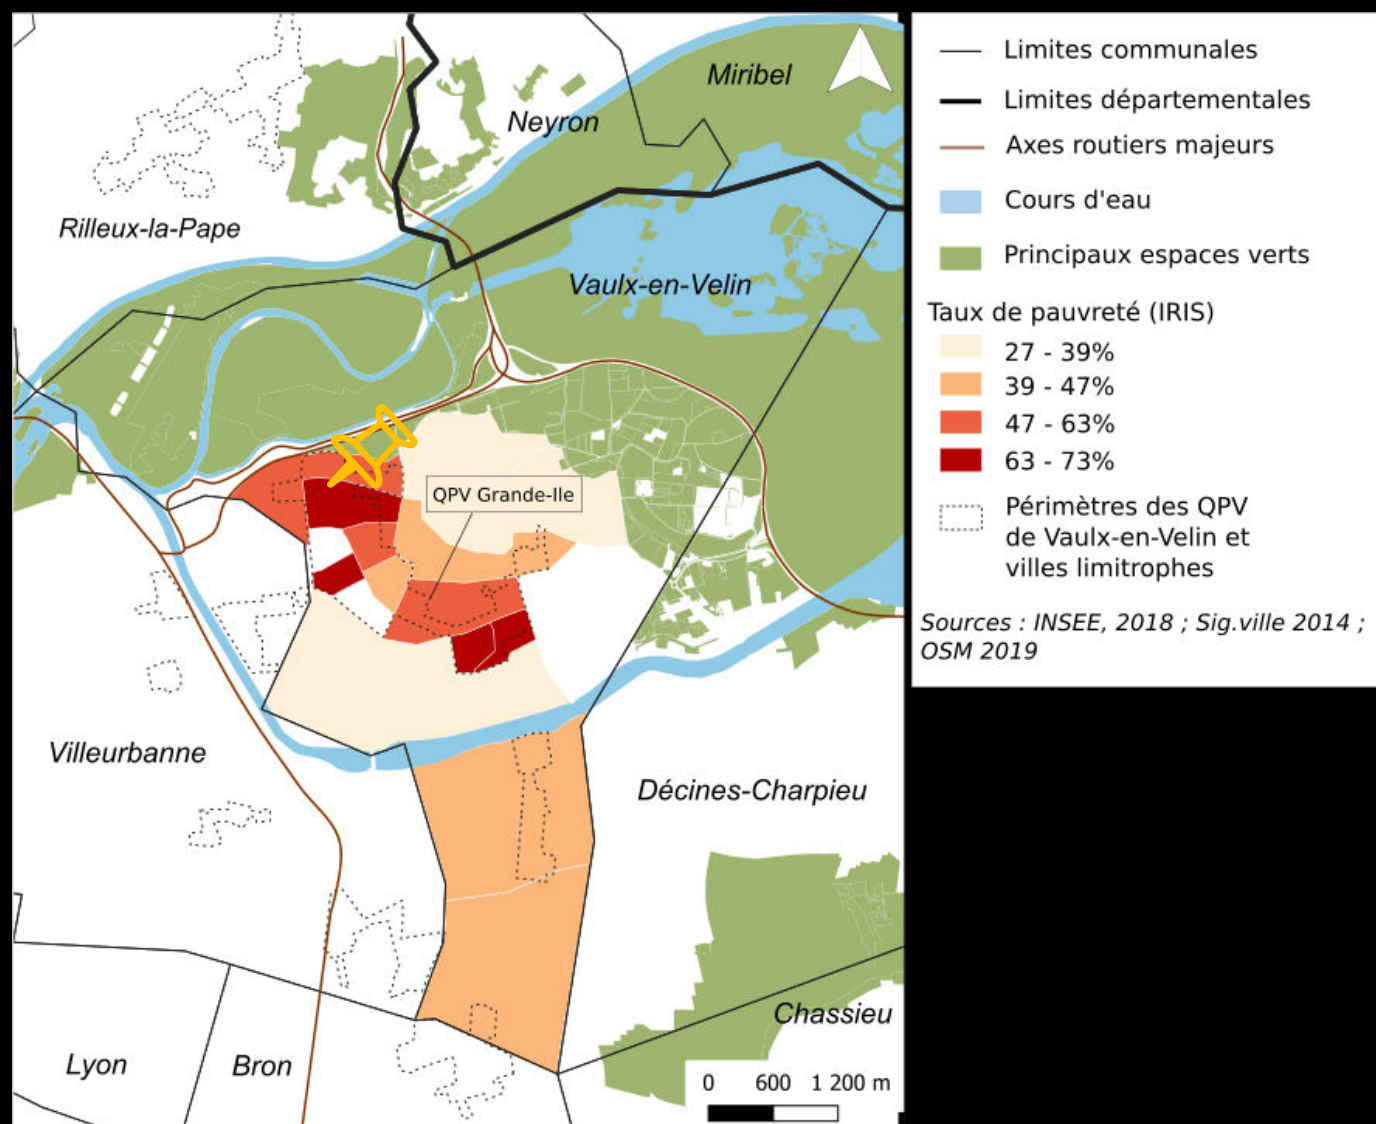 Miribel
Neyron
Rilleux-la-Pape
Vaulx-en-Velin
QPV Grande-Ile
Villeurbanne
Décines-Charpieu
Chassieu
Lyon
Bron
0 600 1 200 m
Limites communales
Limites départementales
Axes routiers majeurs
Cours d'eau
Principaux espaces verts
Taux de pauvreté (IRIS)
27 - 39%
39 - 47%
47 - 63%
63 - 73%
Périmètres des QPV
de Vaulx-en-Velin et
villes limitrophes
Sources : INSEE, 2018 ; Sig.ville 2014 ;
OSM 2019